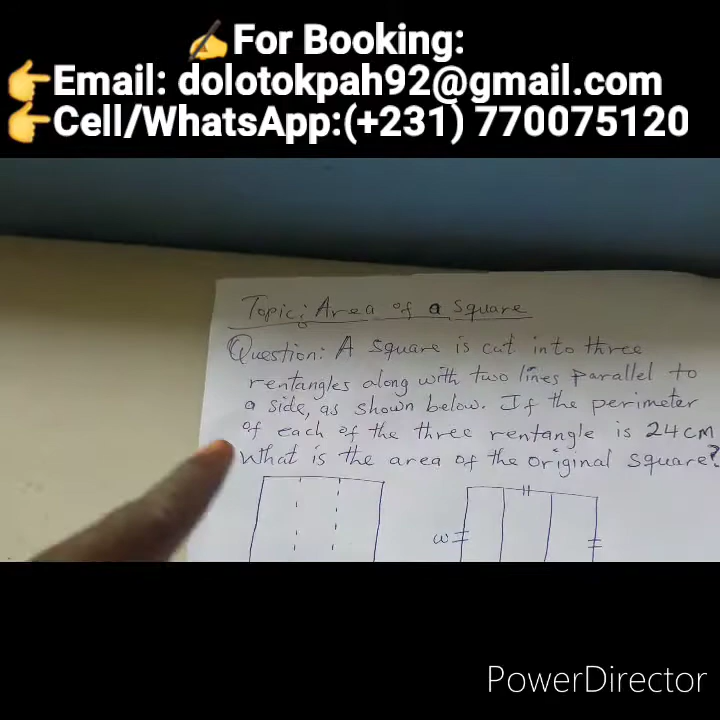 ✍️For Booking:
👉Email: dolotokpah92@gmail.com
👉Cell/WhatsApp:(+231) 770075120
Topic: Area of a square
Question: A square is cut into three
rentangles along with two lines parallel to
a side, as shown below. If the perimeter
of each of the three rentangle is 24cm
What is the area of the original square?
w
PowerDirector